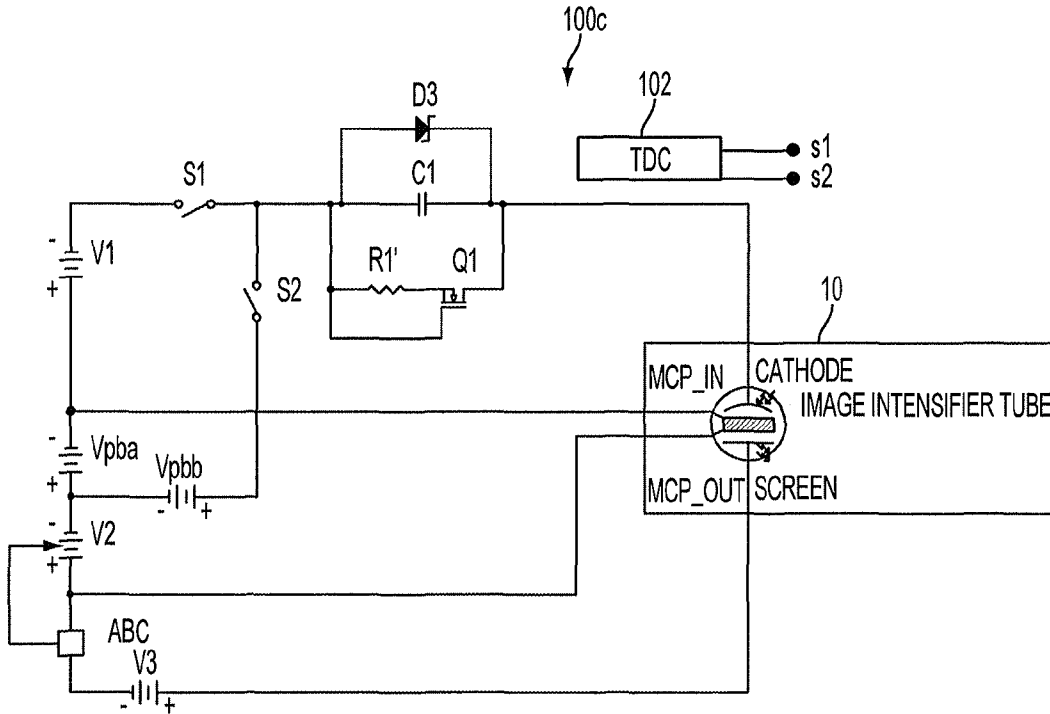 100c
D3
102
TDC
s1
s2
S1
C1
-
V1
R1'
Q1
+
S2
10
MCP_IN
CATHODE
IMAGE INTENSIFIER TUBE
-
Vpba
+
Vpbb
- +
MCP_OUT
SCREEN
-
V2
+
ABC
V3
- +